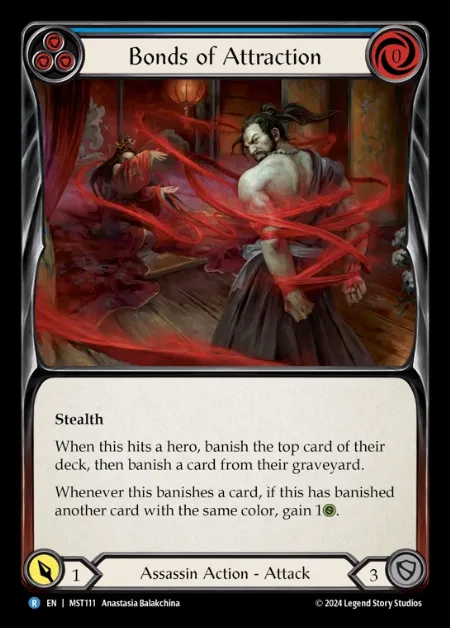 Bonds of Attraction
0
Stealth
When this hits a hero, banish the top card of their
deck, then banish a card from their graveyard.
Whenever this banishes a card, if this has banished
another card with the same color, gain 1.
1
Assassin Action - Attack
3
R EN | MST111 Anastasia Balakchina
© 2024 Legend Story Studios